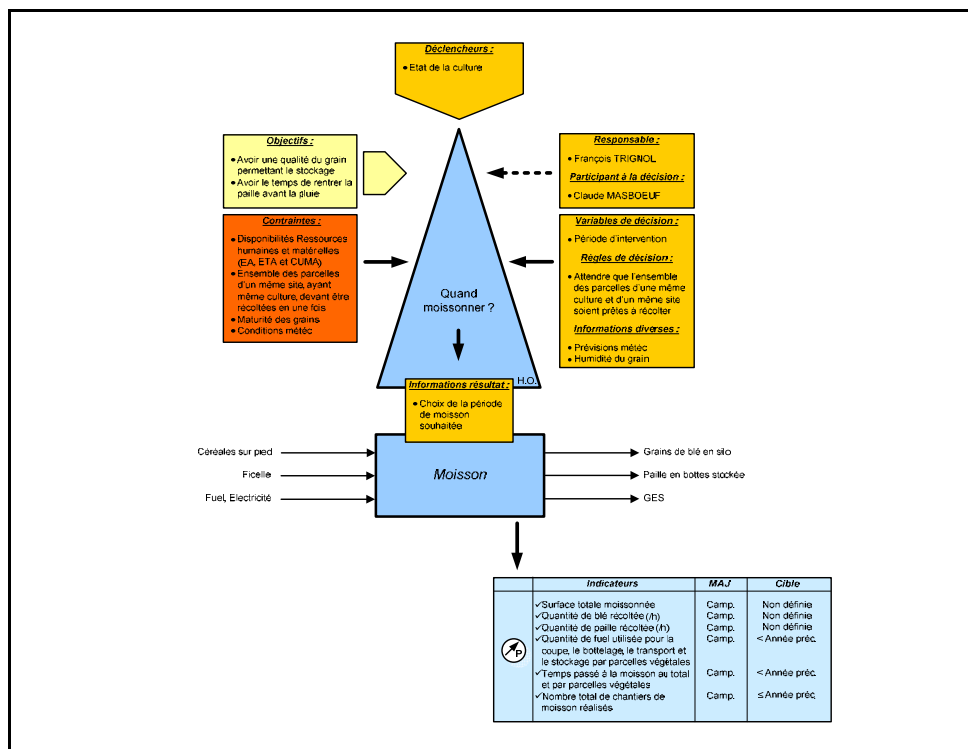 Déclencheurs :
• Etat de la culture
Objectifs :
• Avoir une qualité du grain
permettant le stockage
• Avoir le temps de rentrer la
paille avant la pluie
Responsable :
• François TRIGNOL
Participant à la décision :
• Claude MASBOEUF
Contraintes :
• Disponibilités Ressources
humaines et matérielles
(EA, ETA et CUMA)
• Ensemble des parcelles
d'un même site, ayant
même culture, devant être
récoltées en une fois
• Maturité des grains
• Conditions météc
Variables de décision :
• Période d'intervention
Règles de décision :
• Attendre que l'ensemble
des parcelles d'une même
culture et d'un même site
soient prêtes à récolter
Informations diverses :
• Prévisions météc
• Humidité du grain
Quand
moissonner ?
H.O.
Informations résultat :
• Choix de la période
de moisson
souhaitée
Céréales sur pied
Ficelle
Fuel, Electricité
Moisson
Grains de blé en silo
Paille en bottes stockée
GES
Indicateurs MAJ Cible
✓Surface totale moissonnée Camp. Non définie
✓Quantité de blé récoltée (/h) Camp. Non définie
✓Quantité de paille récoltée (/h) Camp. Non définie
✓Quantité de fuel utilisée pour la Camp. < Année préc.
coupe, le bottelage, le transport et
le stockage par parcelles végétales
✓Temps passé à la moisson au total Camp. < Année préc.
et par parcelles végétales
✓Nombre total de chantiers de Camp. ≤ Année préc.
moisson réalisés
P